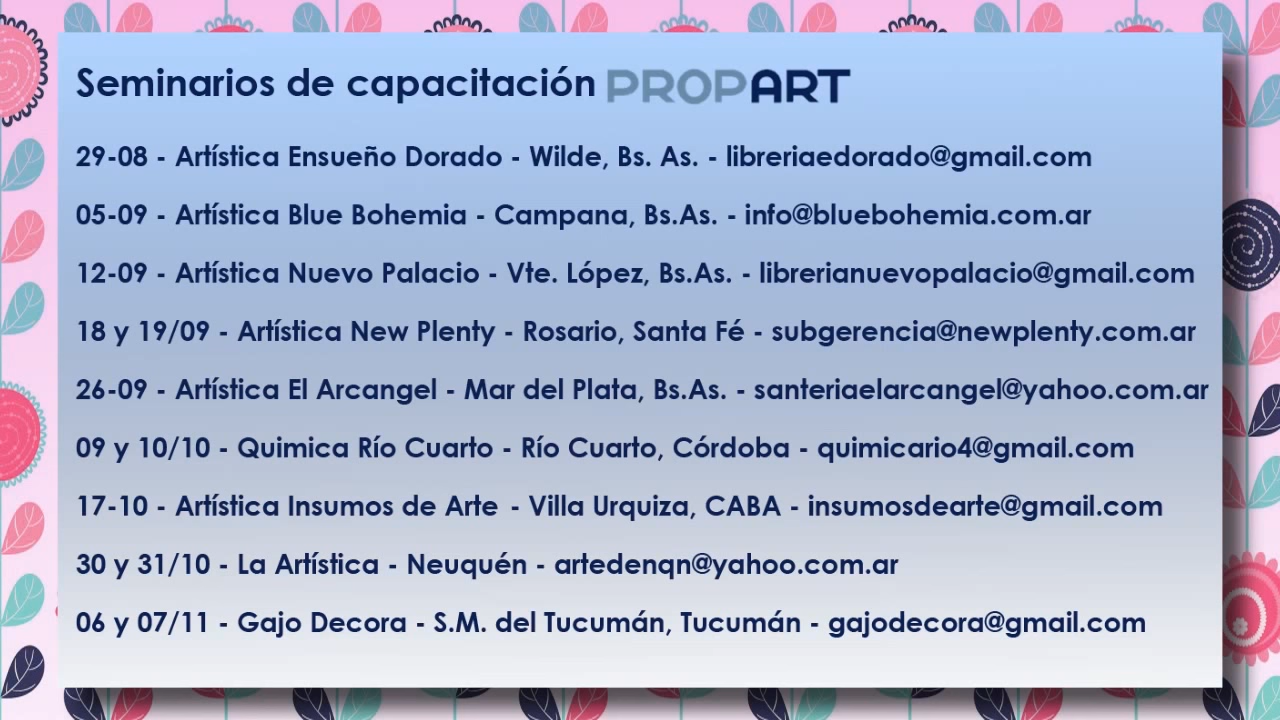 Seminarios de capacitación PROPART
29-08 - Artística Ensueño Dorado - Wilde, Bs. As. - libreriaedorado@gmail.com
05-09 - Artística Blue Bohemia - Campana, Bs.As. - info@bluebohemia.com.ar
12-09 - Artística Nuevo Palacio - Vte. López, Bs.As. - librerianuevopalacio@gmail.com
18 y 19/09 - Artística New Plenty - Rosario, Santa Fé - subgerencia@newplenty.com.ar
26-09 - Artística El Arcangel - Mar del Plata, Bs.As. - santeriaelarcangel@yahoo.com.ar
09 y 10/10 - Quimica Río Cuarto - Río Cuarto, Córdoba - quimicario4@gmail.com
17-10 - Artística Insumos de Arte - Villa Urquiza, CABA - insumosdearte@gmail.com
30 y 31/10 - La Artística - Neuquén - artedenqn@yahoo.com.ar
06 y 07/11 - Gajo Decora - S.M. del Tucumán, Tucumán - gajodecora@gmail.com